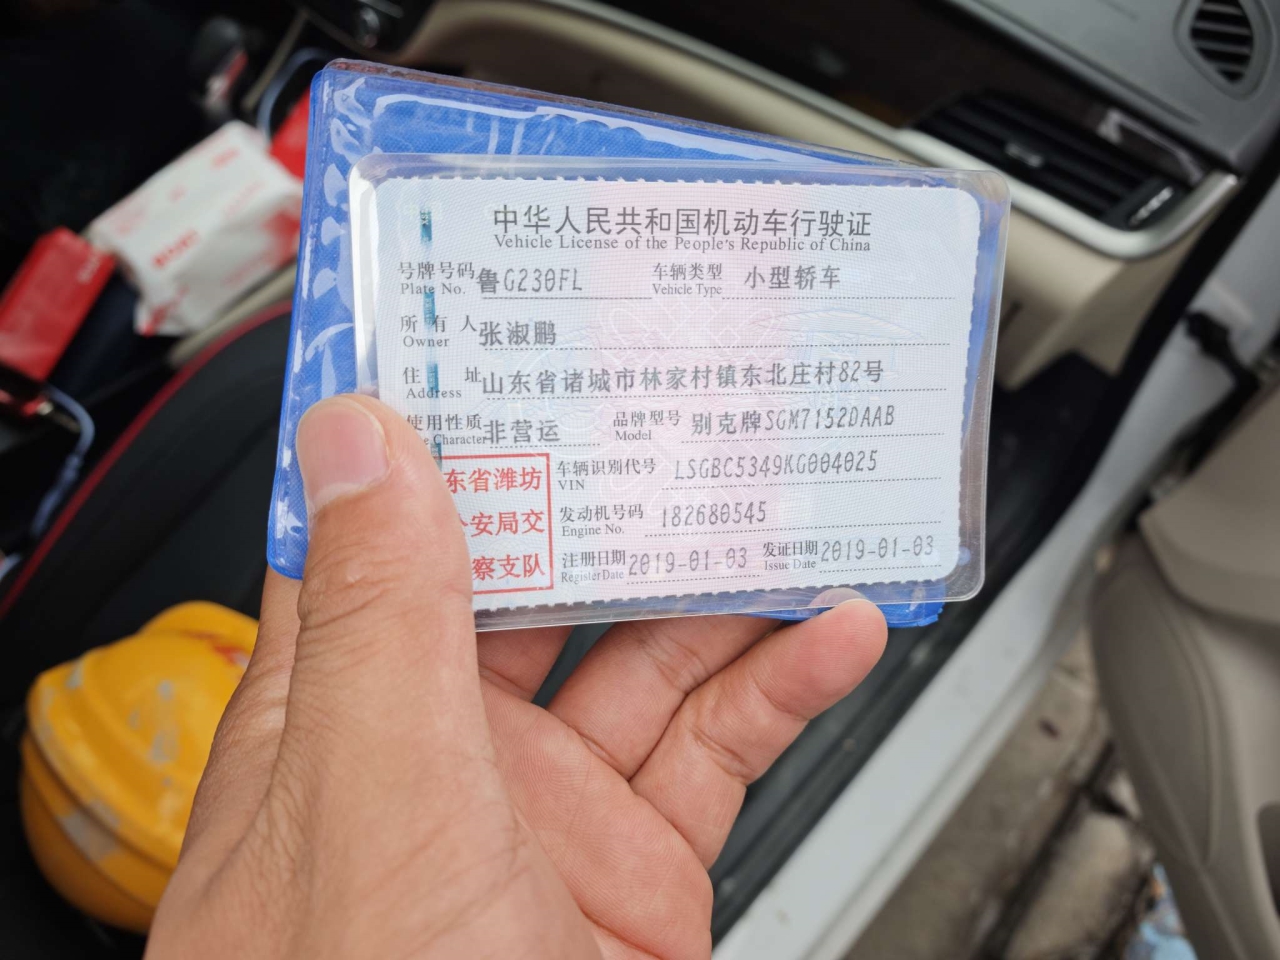 中华人民共和国机动车行驶证
Vehicle License of the People's Republic of China
号牌号码 鲁G230FL 车辆类型 小型轿车
Plate No. Vehicle Type
所有人 张淑鹏
Owner
住址 山东省诸城市林家村镇东北庄村82号
Address
使用性质 非营运 品牌型号 别克牌SGM7152DAAB
Character Model
东省潍坊 车辆识别代号 LSGBC5349KG004025
VIN
安局交 发动机号码 182680545
Engine No.
察支队 注册日期 2019-01-03 发证日期 2019-01-03
Register Date Issue Date